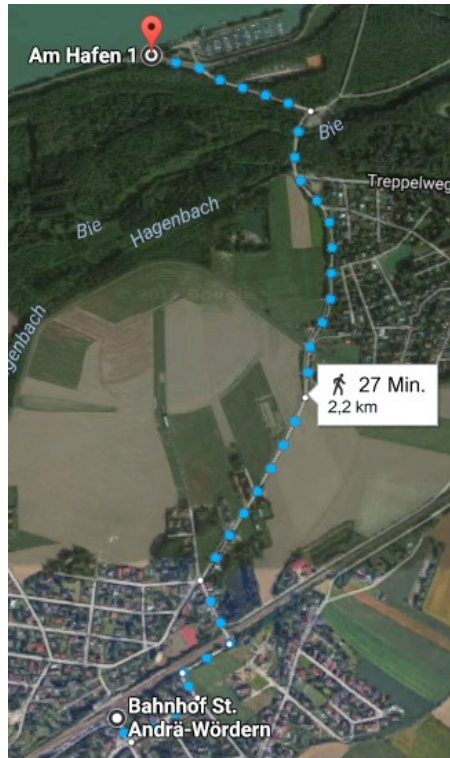 Am Hafen 1
Bie
Treppelweg
Hagenbach
Bie
genbach
27 Min.
2,2 km
Bahnhof St.
Andrä-Wördern